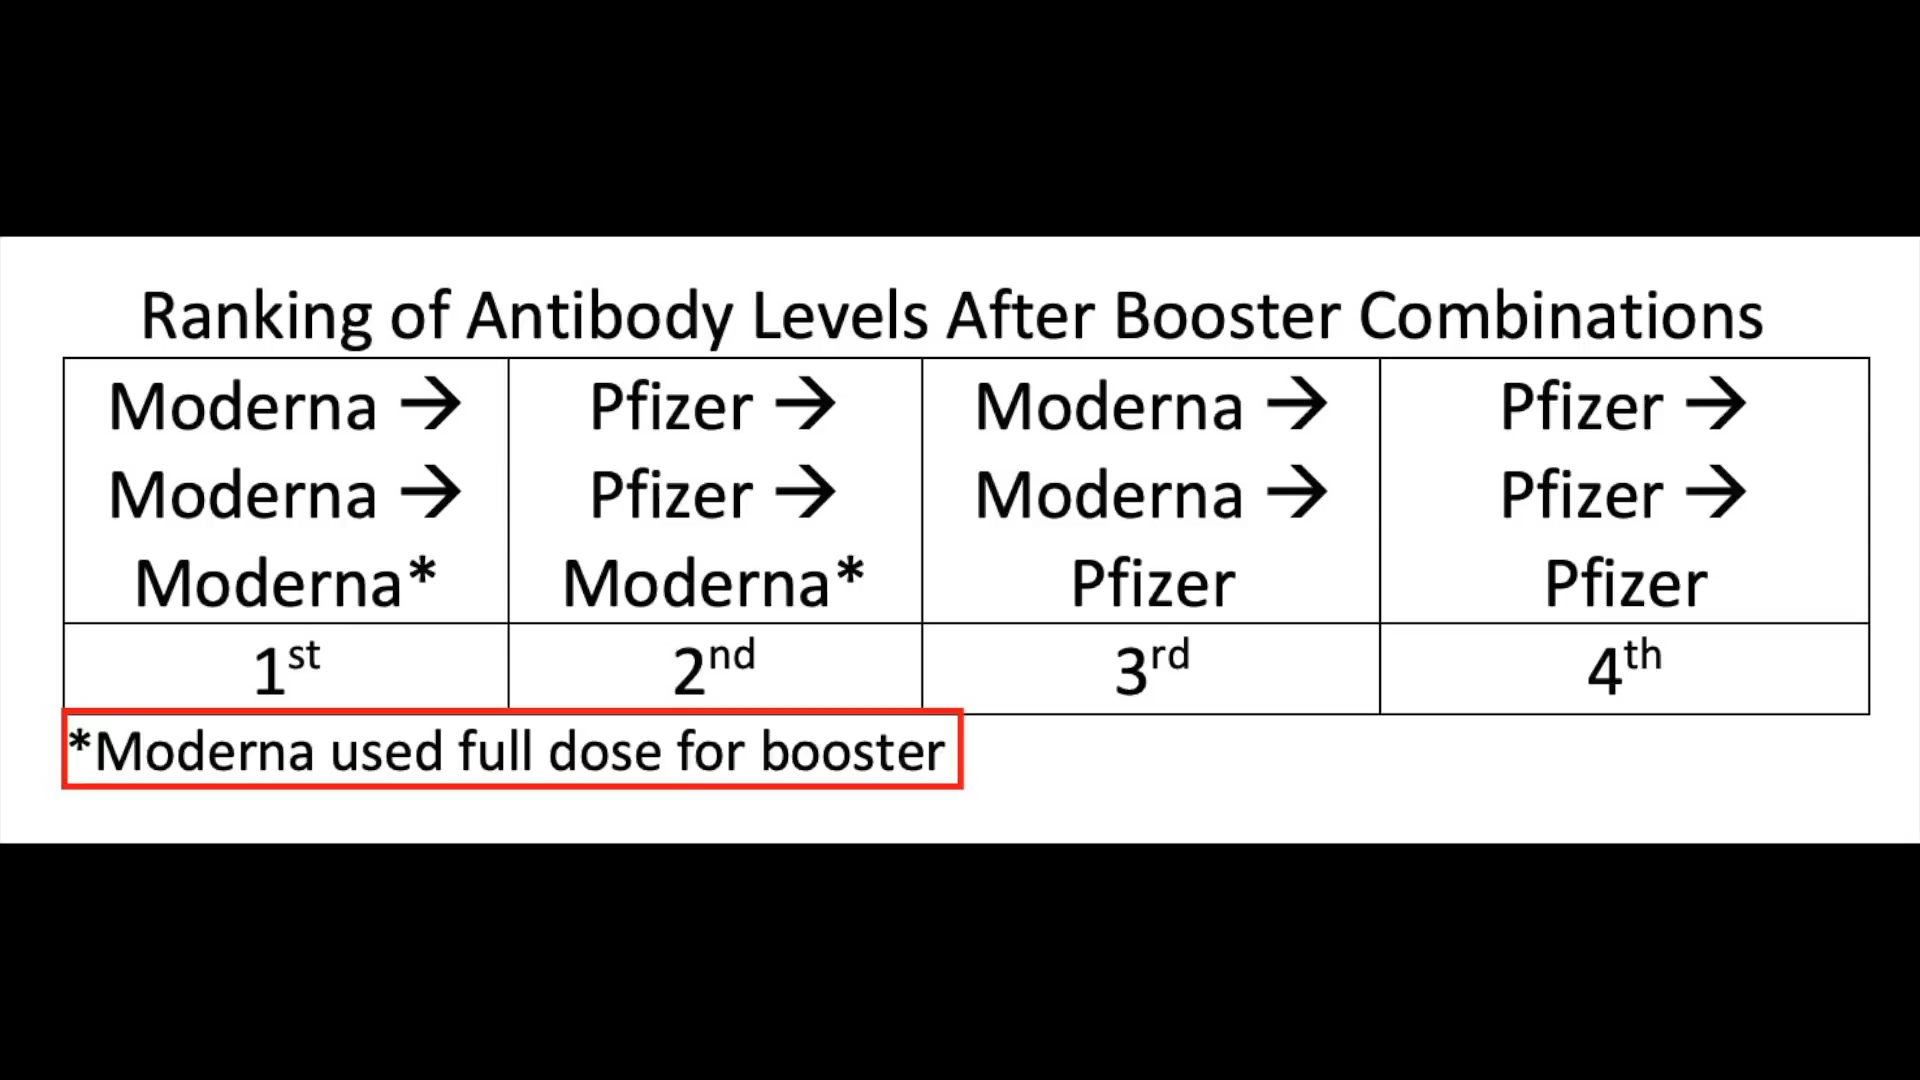 Ranking of Antibody Levels After Booster Combinations
Moderna →
Moderna →
Moderna*
Pfizer →
Pfizer →
Moderna*
Moderna →
Moderna →
Pfizer
Pfizer →
Pfizer →
Pfizer
1st
2nd
3rd
4th
*Moderna used full dose for booster